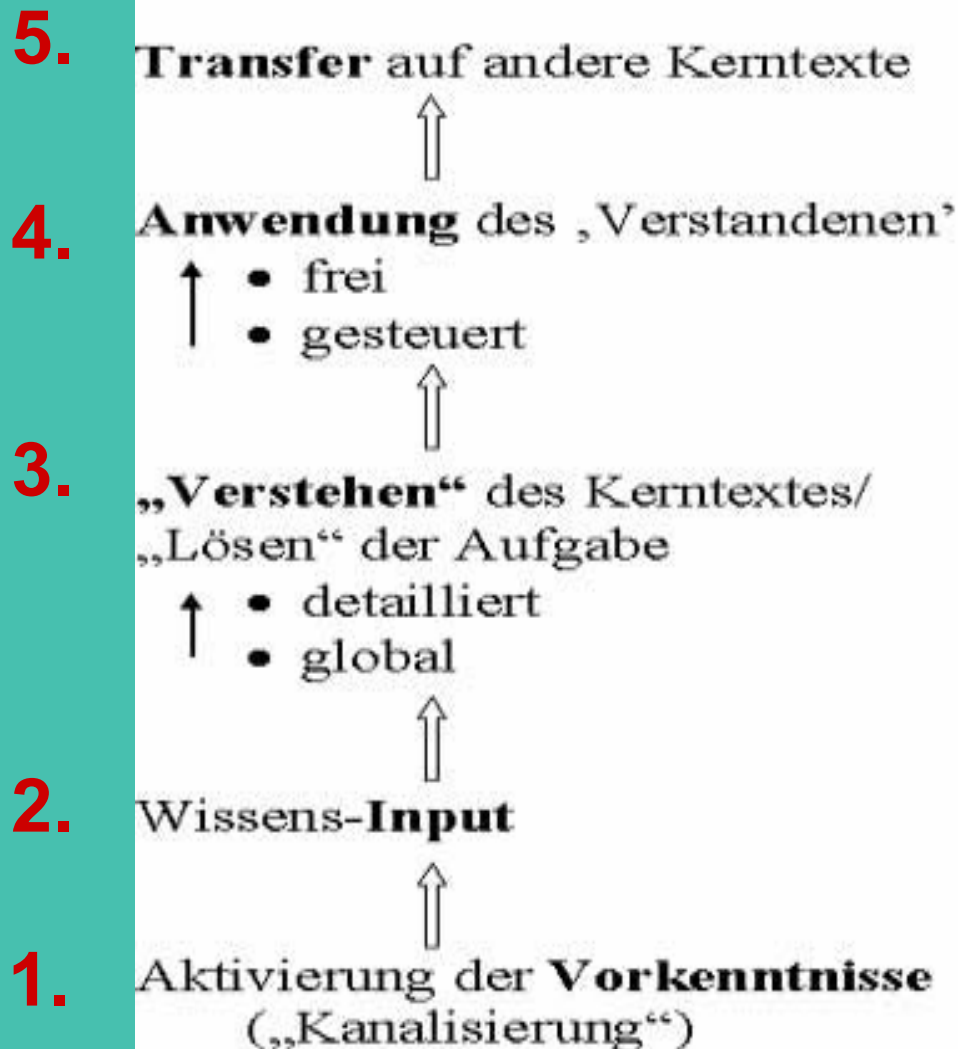 5. Transfer auf andere Kerntexte
4. Anwendung des ‚Verstandenen’
• frei
• gesteuert
3. „Verstehen“ des Kerntextes/
„Lösen“ der Aufgabe
• detailliert
• global
2. Wissens-Input
1. Aktivierung der Vorkenntnisse
(„Kanalisierung“)